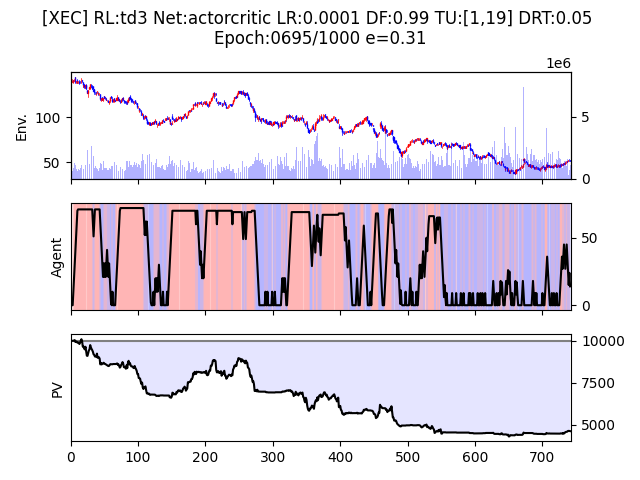 [XEC] RL:td3 Net:actorcritic LR:0.0001 DF:0.99 TU:[1,19] DRT:0.05
Epoch:0695/1000 e=0.31
1e6
Env.
100
50
5
0
Agent
50
0
PV
10000
7500
5000
0 100 200 300 400 500 600 700